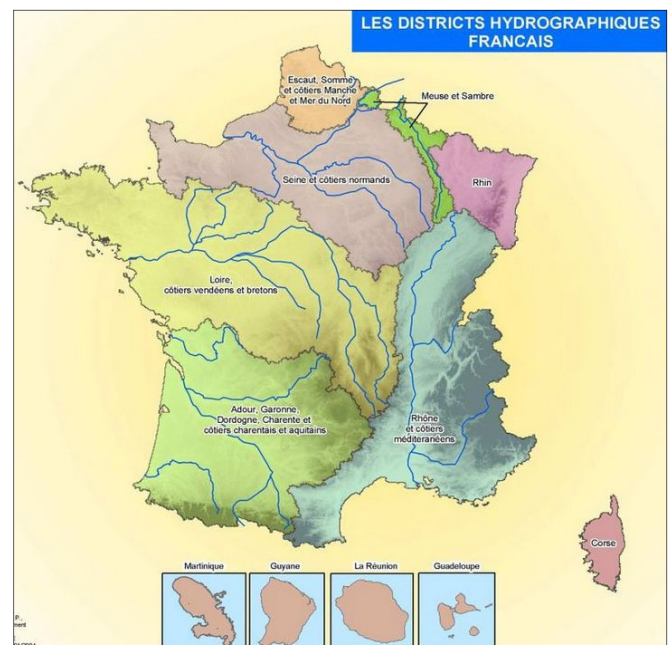 LES DISTRICTS HYDROGRAPHIQUES
FRANCAIS
Escaut, Somme
et côtiers Manche
et Mer du Nord
Meuse et Sambre
Seine et côtiers normands
Rhin
Loire,
côtiers vendéens et bretons
Adour, Garonne,
Dordogne, Charente et
côtiers charentais et aquitains
Rhône
et côtiers
méditeranéens
Corse
Martinique
Guyane
La Réunion
Guadeloupe